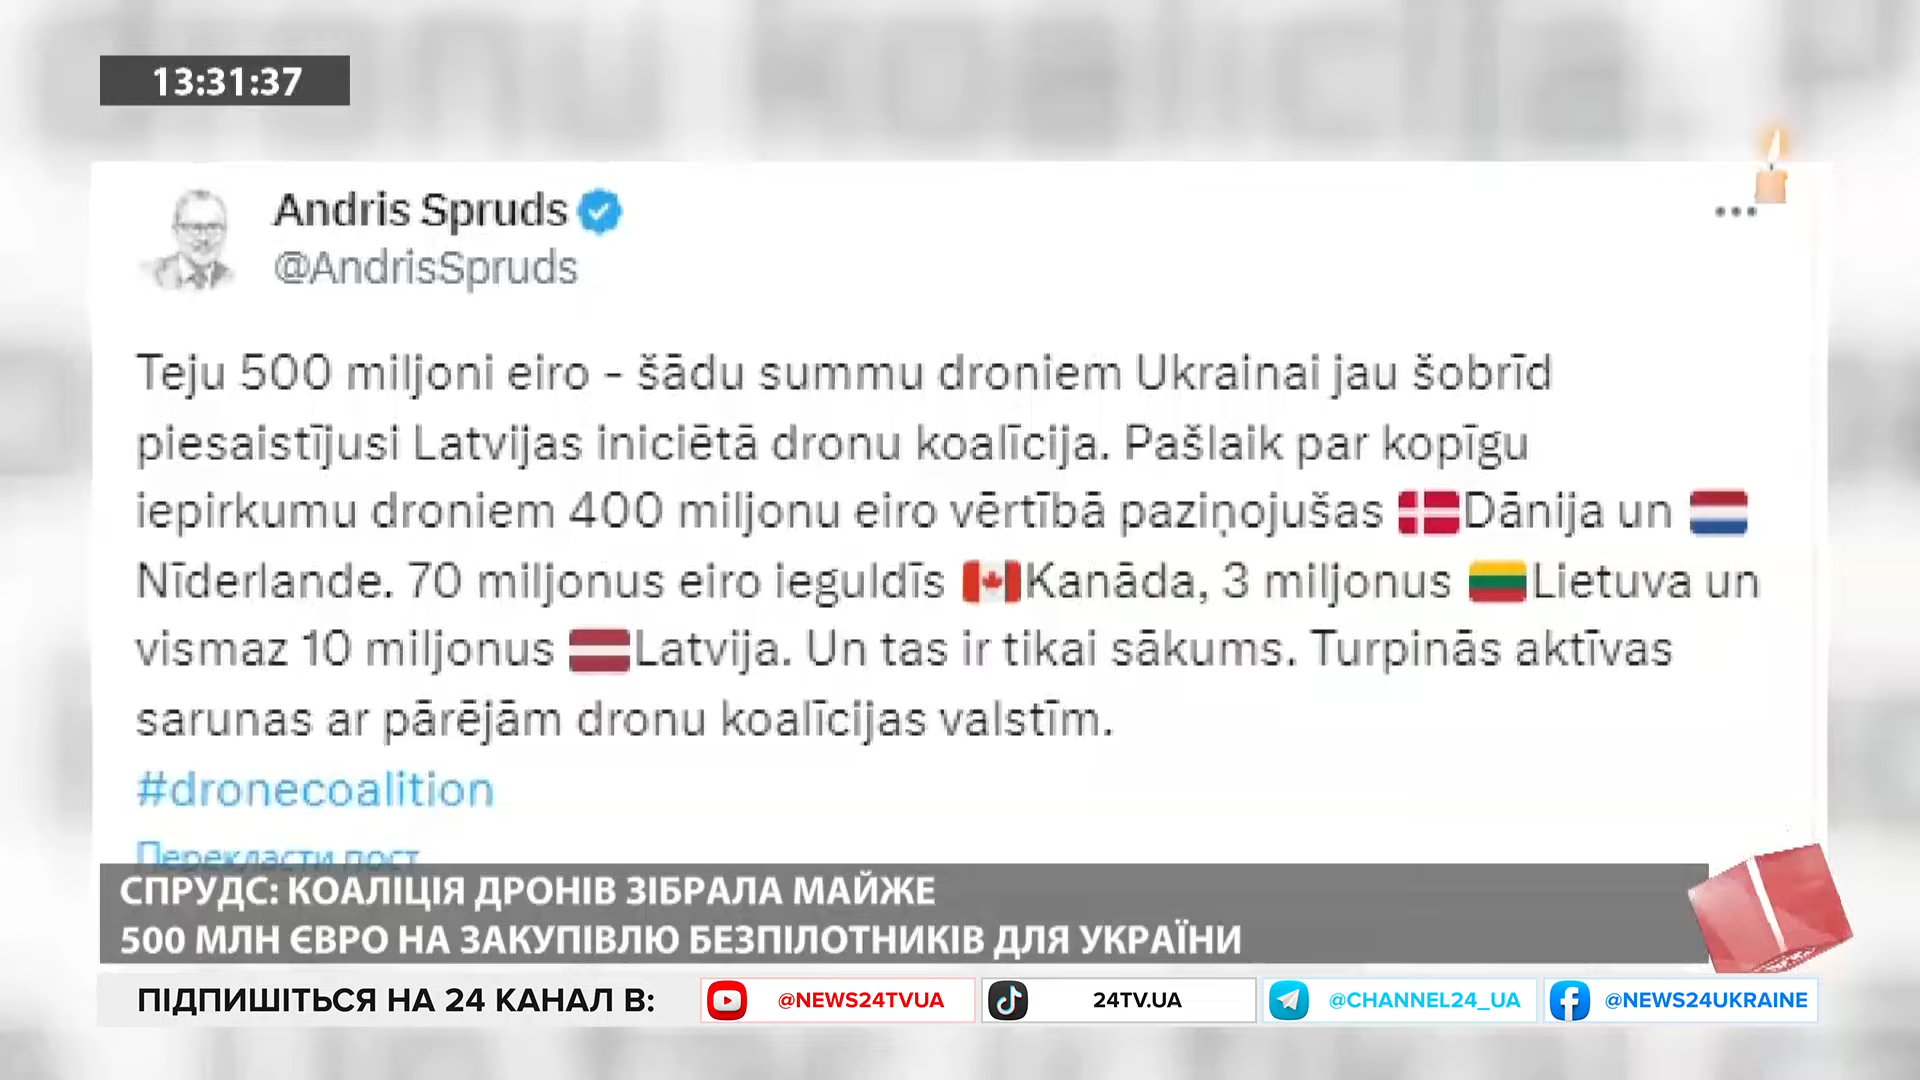 13:31:37
Andris Spruds
@AndrisSpruds
Teju 500 miljoni eiro - šādu summu droniem Ukrainai jau šobrīd
piesaistījusi Latvijas iniciētā dronu koalīcija. Pašlaik par kopīgu
iepirkumu droniem 400 miljonu eiro vērtībā paziņojušas Dānija un
Nīderlande. 70 miljonus eiro ieguldīs Kanāda, 3 miljonus Lietuva un
vismaz 10 miljonus Latvija. Un tas ir tikai sākums. Turpinās aktīvas
sarunas ar pārējām dronu koalīcijas valstīm.
#dronecoalition
Перекласти пост
СПРУДС: КОАЛІЦІЯ ДРОНІВ ЗІБРАЛА МАЙЖЕ
500 МЛН ЄВРО НА ЗАКУПІВЛЮ БЕЗПІЛОТНИКІВ ДЛЯ УКРАЇНИ
ПІДПИШІТЬСЯ НА 24 КАНАЛ В: @NEWS24TVUA 24TV.UA @CHANNEL24_UA @NEWS24UKRAINE